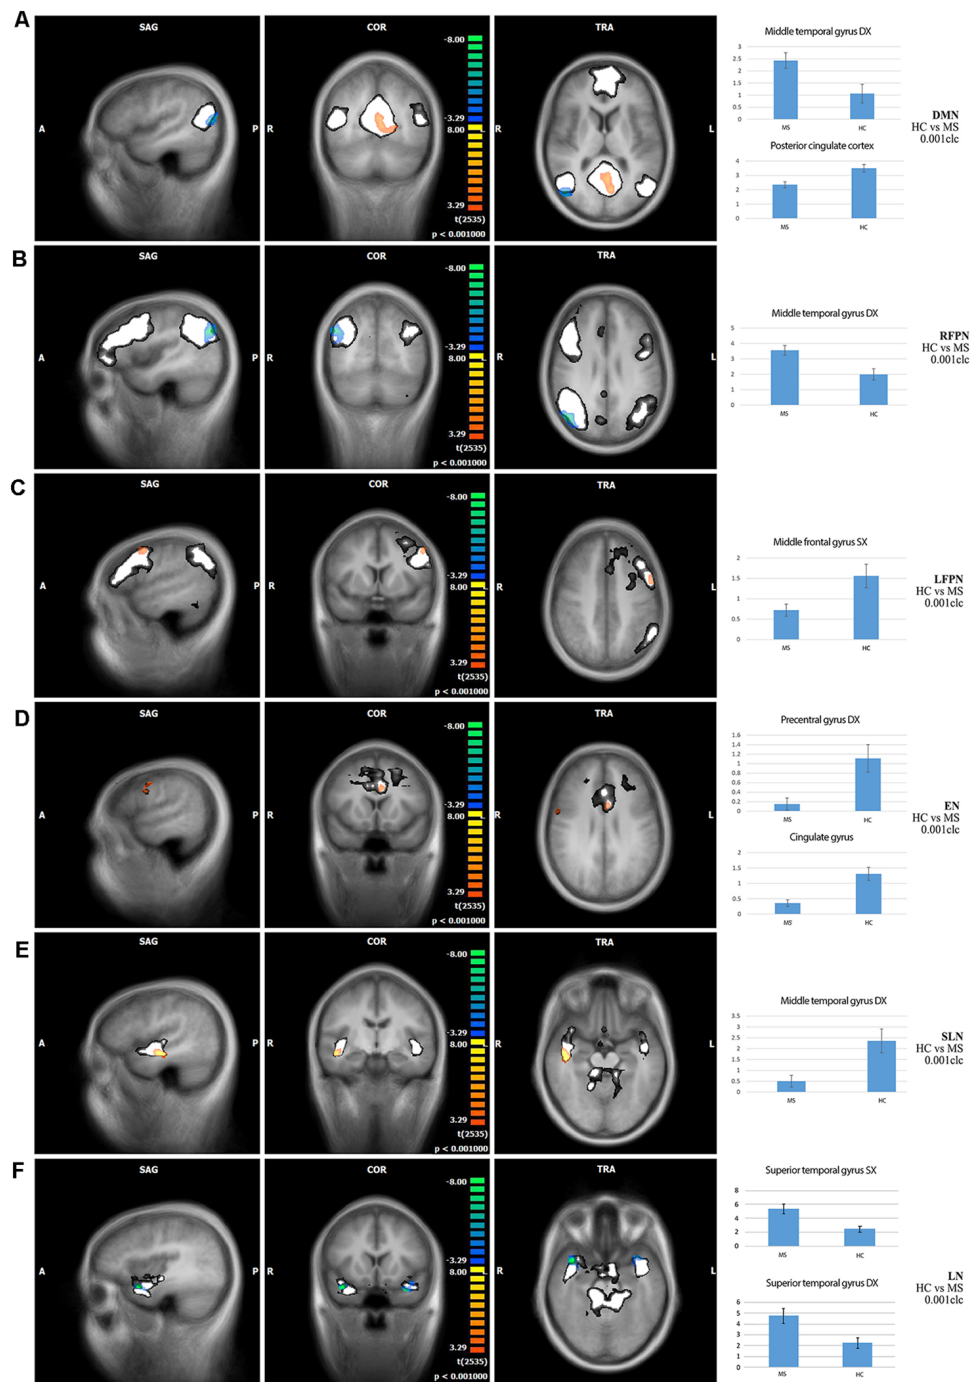 A
SAG
COR
TRA
-8.00
-3.29
8.00
3.29
t(2535)
p < 0.001000
A
P
R
L
R
L
Middle temporal gyrus DX
3
2.5
2
1.5
1
0.5
0
MS
HC
Posterior cingulate cortex
4
3
2
1
0
MS
HC
DMN
HC vs MS
0.001clc
B
SAG
COR
TRA
-8.00
-3.29
8.00
3.29
t(2535)
p < 0.001000
A
P
R
L
R
L
Middle temporal gyrus DX
5
4
3
2
1
0
MS
HC
RFPN
HC vs MS
0.001clc
C
SAG
COR
TRA
-8.00
-3.29
8.00
3.29
t(2535)
p < 0.001000
A
P
R
L
R
L
Middle frontal gyrus SX
2
1.5
1
0.5
0
MS
HC
LFPN
HC vs MS
0.001clc
D
SAG
COR
TRA
-8.00
-3.29
8.00
3.29
t(2535)
p < 0.001000
A
P
R
L
R
L
Precentral gyrus DX
1.6
1.4
1.2
1
0.8
0.6
0.4
0.2
0
MS
HC
Cingulate gyrus
2
1.5
1
0.5
0
MS
HC
EN
HC vs MS
0.001clc
E
SAG
COR
TRA
-8.00
-3.29
8.00
3.29
t(2535)
p < 0.001000
A
P
R
L
R
L
Middle temporal gyrus DX
3.5
3
2.5
2
1.5
1
0.5
0
MS
HC
SLN
HC vs MS
0.001clc
F
SAG
COR
TRA
-8.00
-3.29
8.00
3.29
t(2535)
p < 0.001000
A
P
R
L
R
L
Superior temporal gyrus SX
8
6
4
2
0
MS
HC
Superior temporal gyrus DX
6
5
4
3
2
1
0
MS
HC
LN
HC vs MS
0.001clc